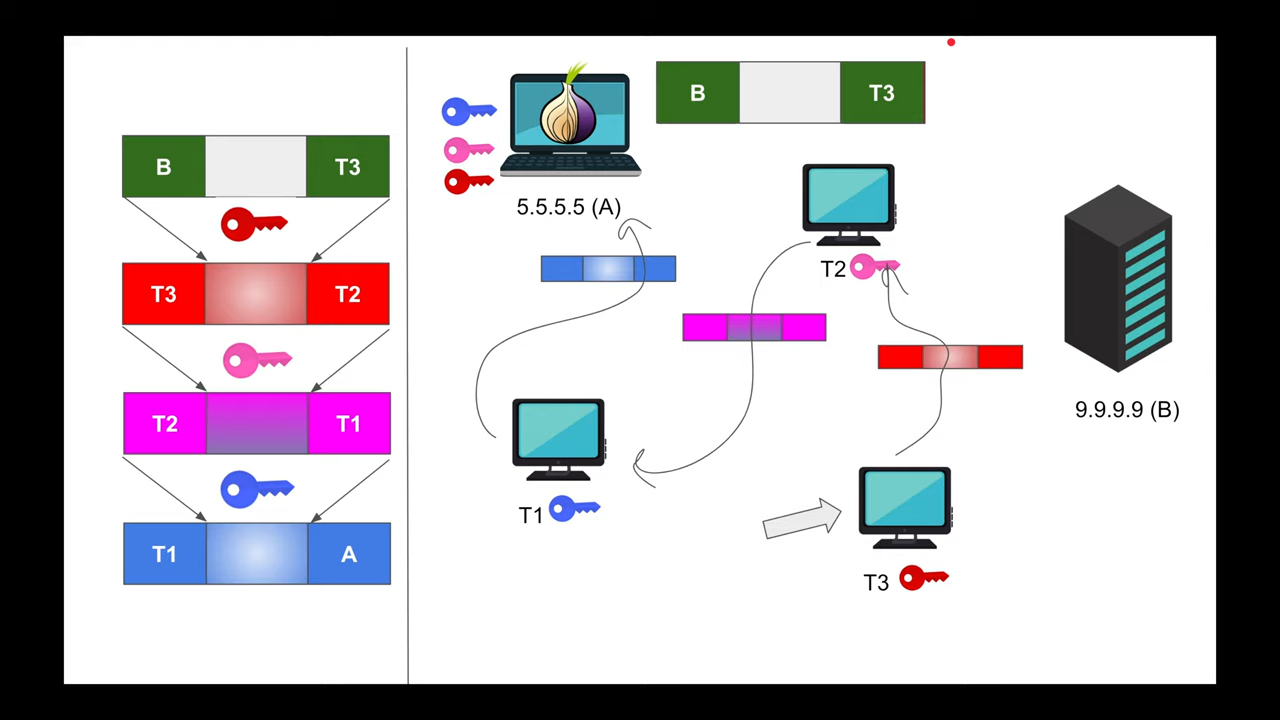 B T3
T3 T2
T2 T1
T1 A
B T3
5.5.5.5 (A)
T2
9.9.9.9 (B)
T1
T3